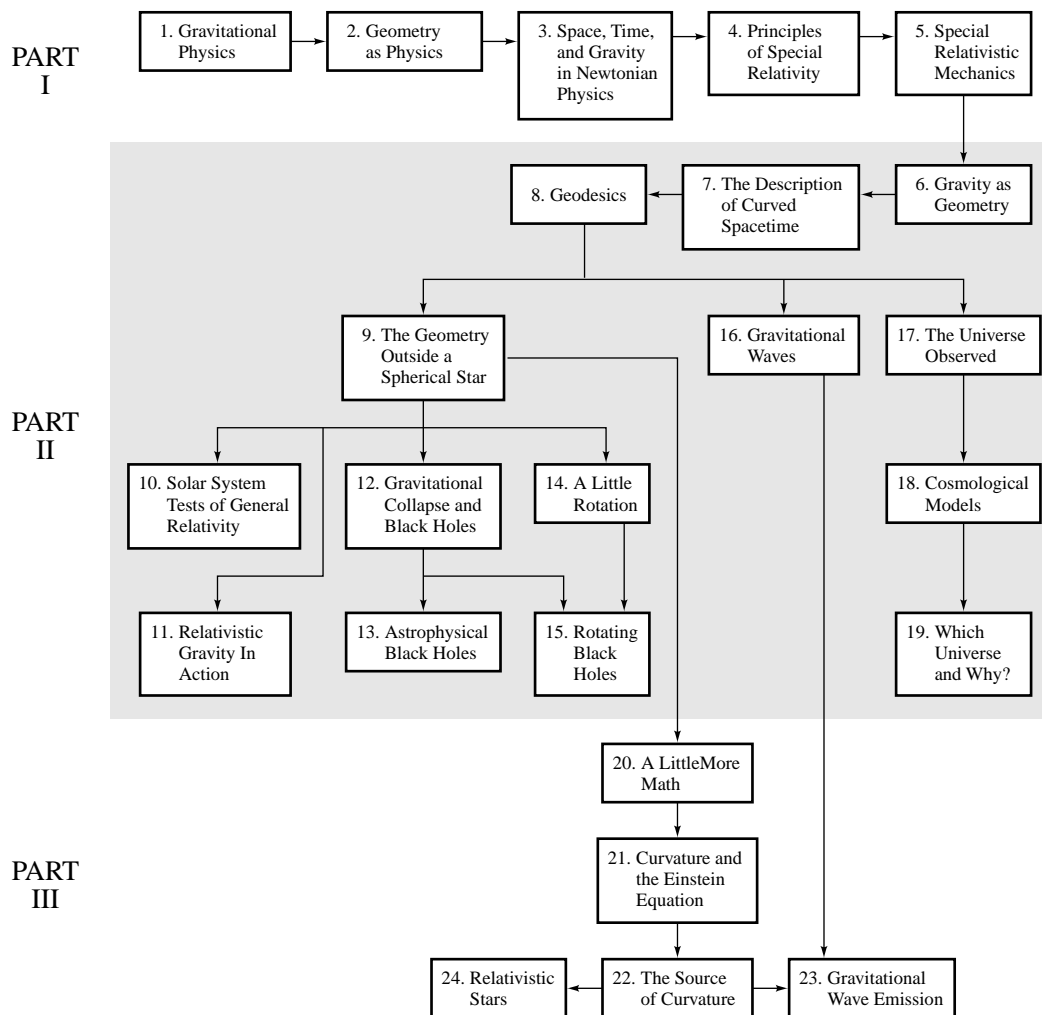 PART
I
1. Gravitational
Physics
2. Geometry
as Physics
3. Space, Time,
and Gravity
in Newtonian
Physics
4. Principles
of Special
Relativity
5. Special
Relativistic
Mechanics
PART
II
8. Geodesics
7. The Description
of Curved
Spacetime
6. Gravity as
Geometry
9. The Geometry
Outside a
Spherical Star
16. Gravitational
Waves
17. The Universe
Observed
10. Solar System
Tests of General
Relativity
12. Gravitational
Collapse and
Black Holes
14. A Little
Rotation
18. Cosmological
Models
11. Relativistic
Gravity In
Action
13. Astrophysical
Black Holes
15. Rotating
Black
Holes
19. Which
Universe
and Why?
PART
III
20. A LittleMore
Math
21. Curvature and
the Einstein
Equation
24. Relativistic
Stars
22. The Source
of Curvature
23. Gravitational
Wave Emission